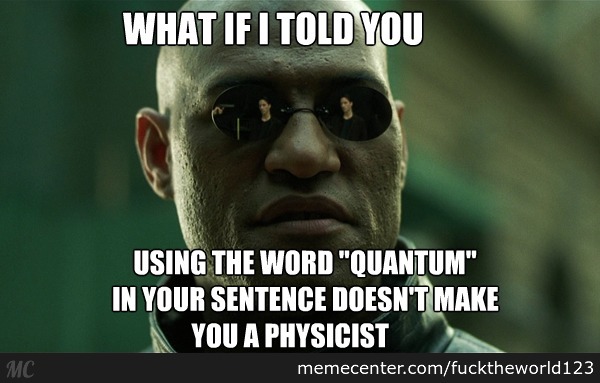 WHAT IF I TOLD YOU
USING THE WORD "QUANTUM"
IN YOUR SENTENCE DOESN'T MAKE
YOU A PHYSICIST
MC memecenter.com/fucktheworld123